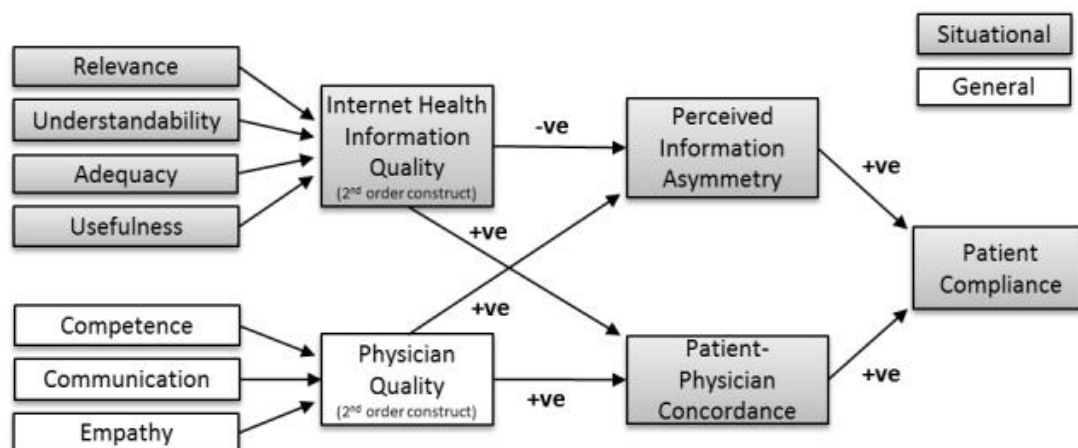 Situational
General
Relevance
Understandability
Adequacy
Usefulness
Internet Health
Information
Quality
(2nd order construct)
-ve
Perceived
Information
Asymmetry
+ve
+ve
+ve
Patient
Compliance
Competence
Communication
Empathy
Physician
Quality
(2nd order construct)
+ve
Patient-
Physician
Concordance
+ve